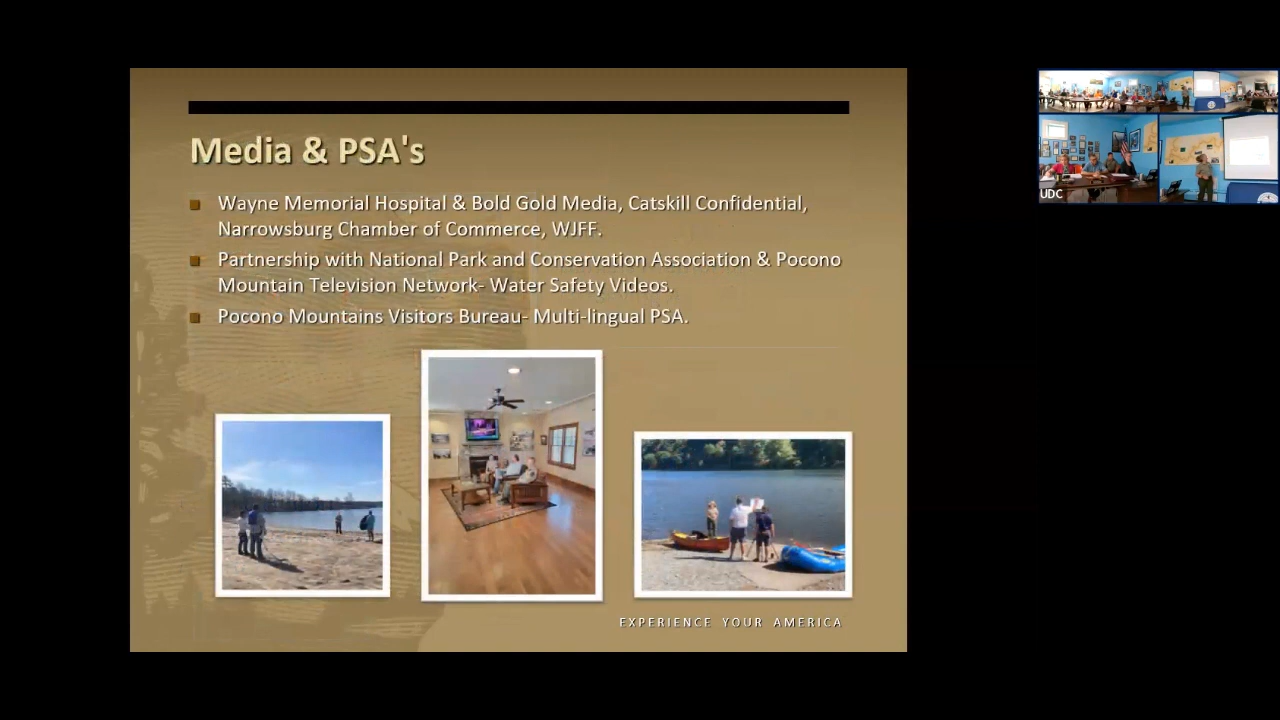 Media & PSA's
Wayne Memorial Hospital & Bold Gold Media, Catskill Confidential,
Narrowsburg Chamber of Commerce, WJFF.
Partnership with National Park and Conservation Association & Pocono
Mountain Television Network- Water Safety Videos.
Pocono Mountains Visitors Bureau- Multi-lingual PSA.
EXPERIENCE YOUR AMERICA
UDC